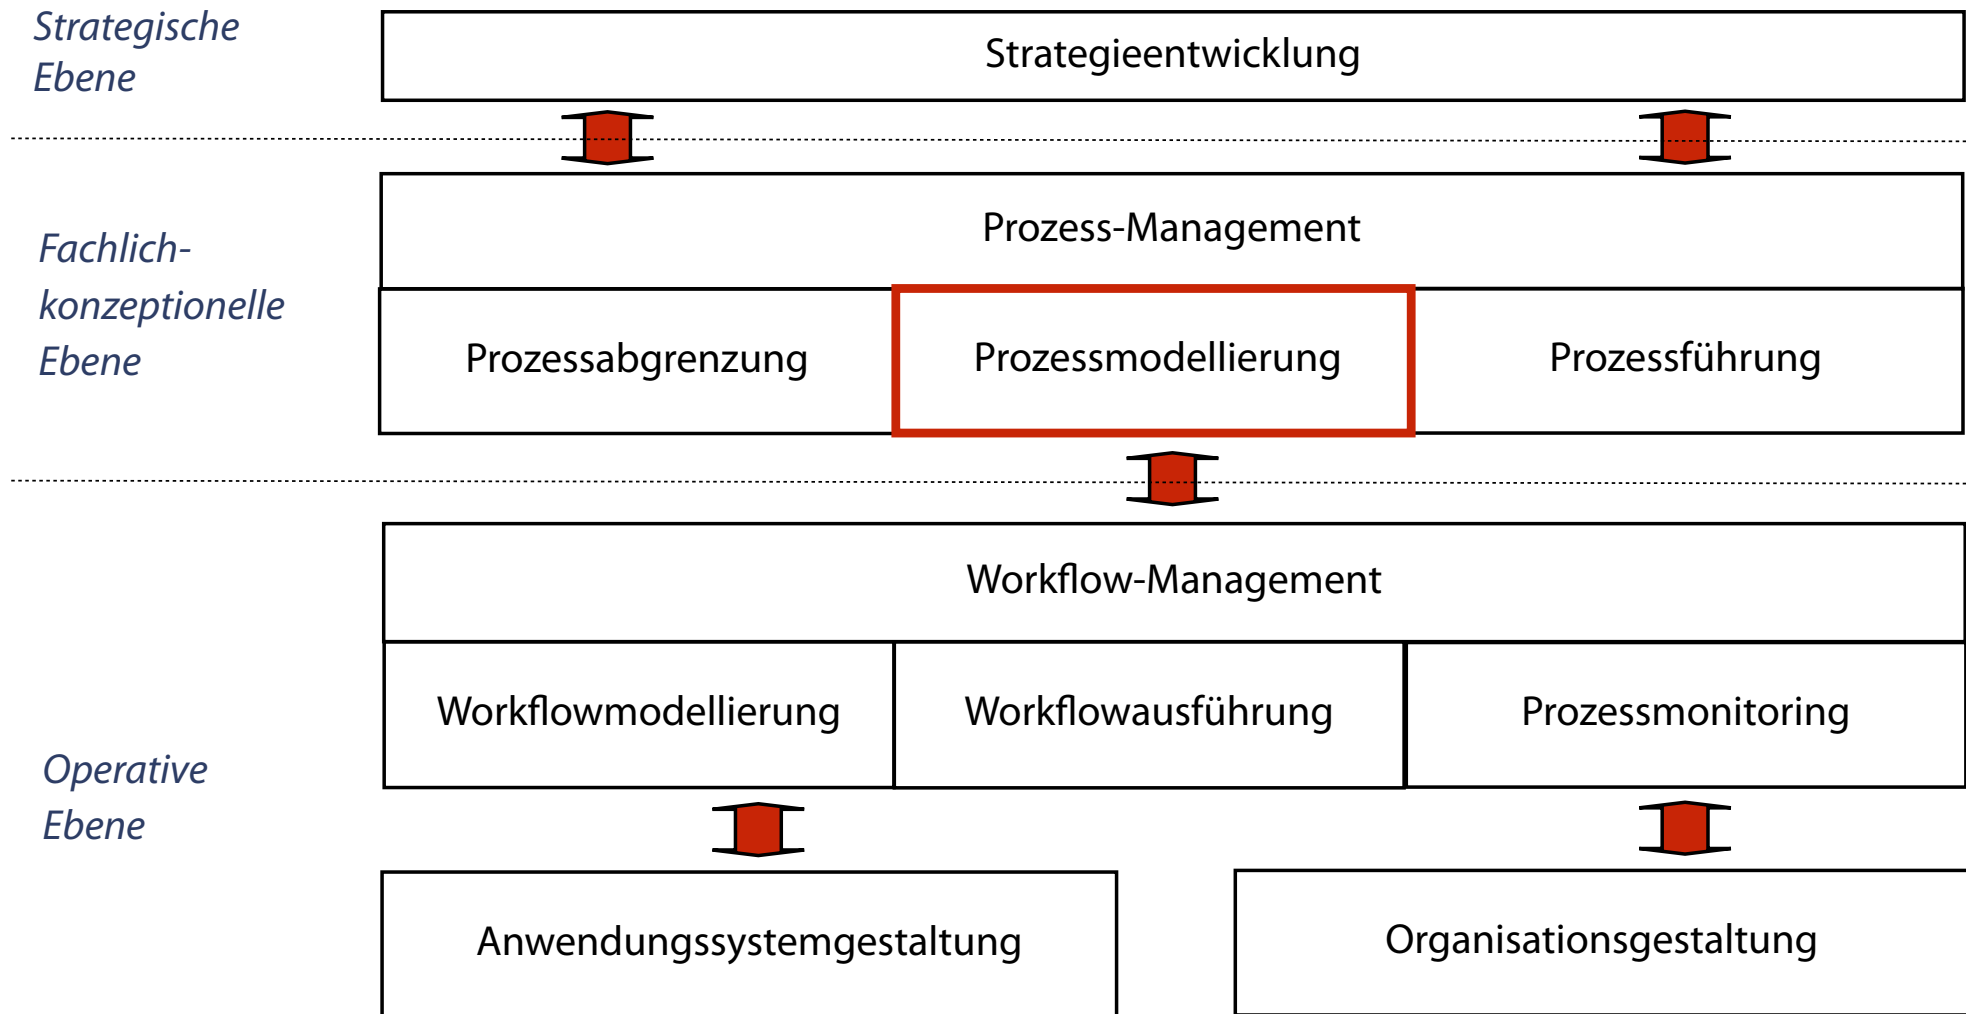 Strategische
Ebene
Strategieentwicklung
Fachlich-
konzeptionelle
Ebene
Prozess-Management
Prozessabgrenzung
Prozessmodellierung
Prozessführung
Operative
Ebene
Workflow-Management
Workflowmodellierung
Workflowausführung
Prozessmonitoring
Anwendungssystemgestaltung
Organisationsgestaltung